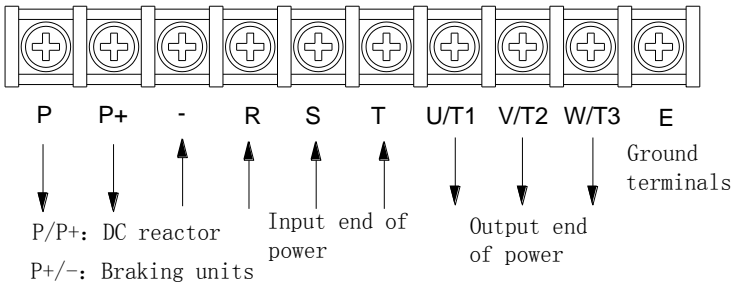 P P+ - R S T U/T1 V/T2 W/T3 E
Ground
terminals
P/P+: DC reactor
P+/-: Braking units
Input end of
power
Output end
of power